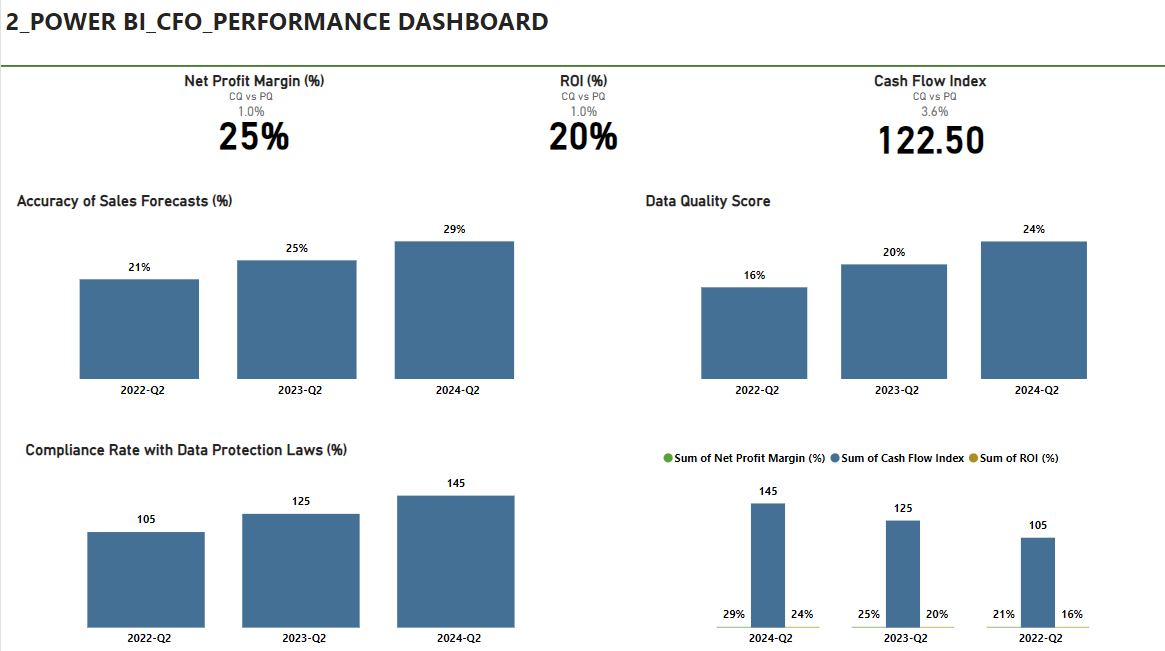 2_POWER BI_CFO_PERFORMANCE DASHBOARD
Net Profit Margin (%)
CQ vs PQ
1.0%
25%
ROI (%)
CQ vs PQ
1.0%
20%
Cash Flow Index
CQ vs PQ
3.6%
122.50
Accuracy of Sales Forecasts (%)
21%
25%
29%
2022-Q2
2023-Q2
2024-Q2
Data Quality Score
16%
20%
24%
2022-Q2
2023-Q2
2024-Q2
Compliance Rate with Data Protection Laws (%)
105
125
145
2022-Q2
2023-Q2
2024-Q2
Sum of Net Profit Margin (%) Sum of Cash Flow Index Sum of ROI (%)
145
125
105
29% 24% 25% 20% 21% 16%
2024-Q2
2023-Q2
2022-Q2